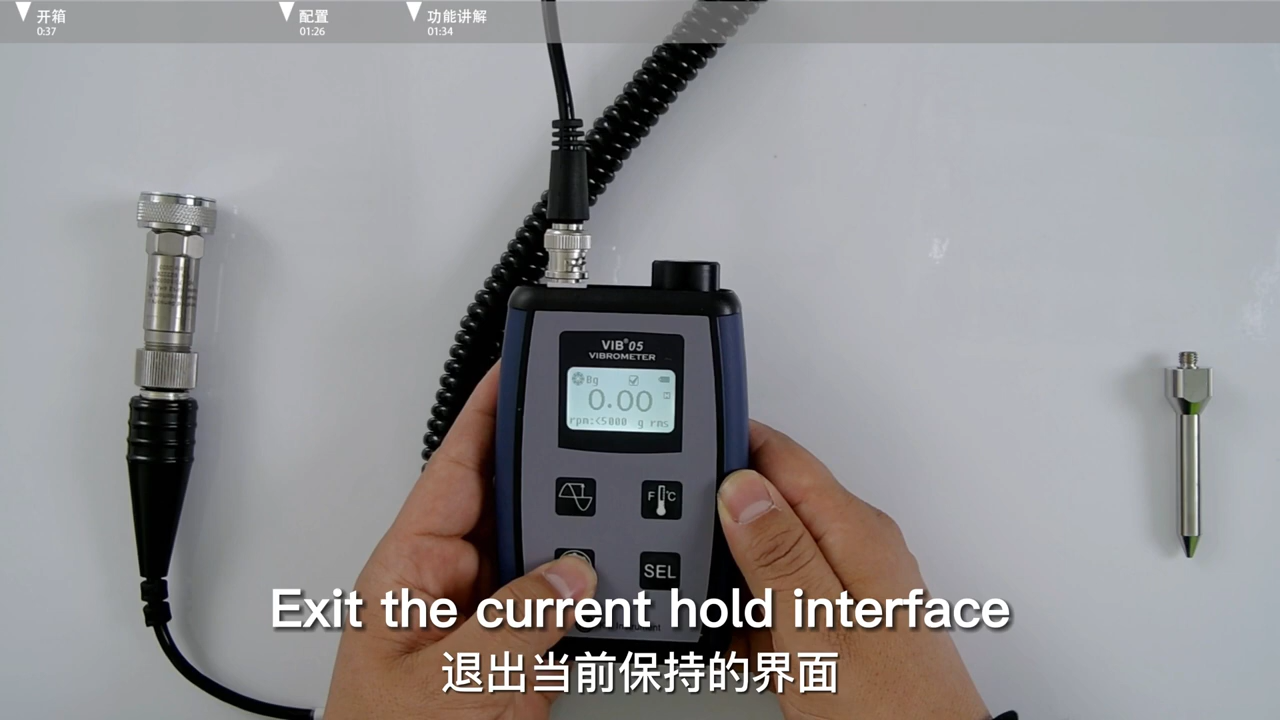 开箱
0:37
配置
01:26
功能讲解
01:34
VIB®05
VIBROMETER
Bg
0.00
rpm:<5000 g rms
F °C
SEL
Exit the current hold interface
退出当前保持的界面